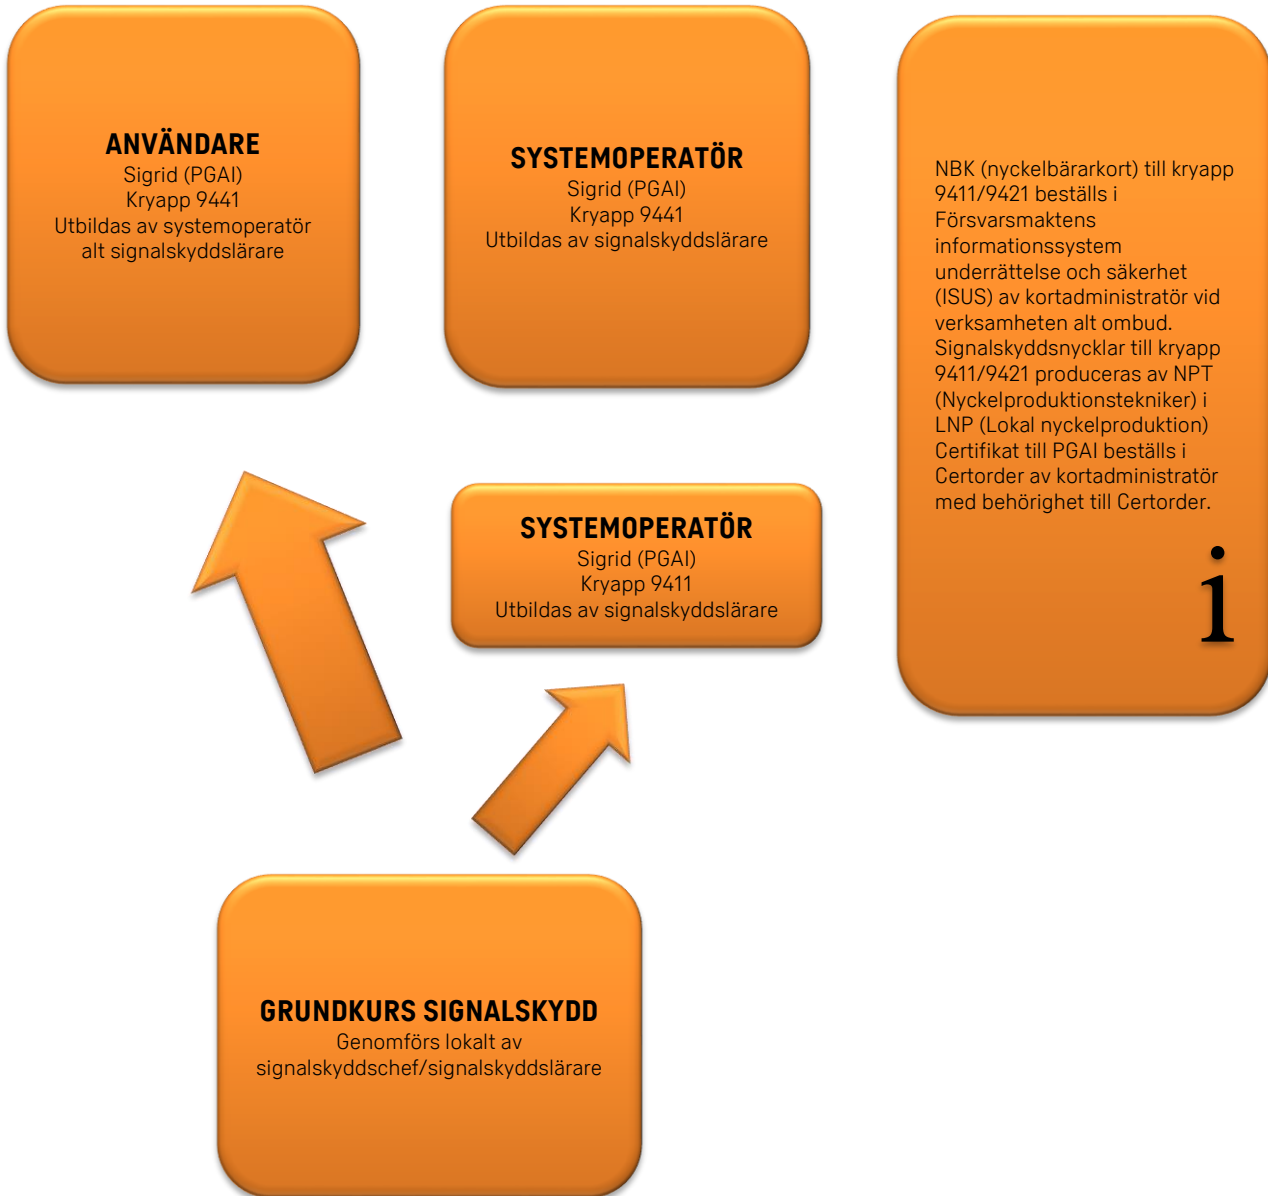 ANVÄNDARE
Sigrid (PGAI)
Kryapp 9441
Utbildas av systemoperatör
alt signalskyddslärare
SYSTEMOPERATÖR
Sigrid (PGAI)
Kryapp 9441
Utbildas av signalskyddslärare
NBK (nyckelbärarkort) till kryapp
9411/9421 beställs i
Försvarsmaktens
informationssystem
underrättelse och säkerhet
(ISUS) av kortadministratör vid
verksamheten alt ombud.
Signalskyddsnycklar till kryapp
9411/9421 produceras av NPT
(Nyckelproduktionstekniker) i
LNP (Lokal nyckelproduktion)
Certifikat till PGAI beställs i
Certorder av kortadministratör
med behörighet till Certorder.
i
SYSTEMOPERATÖR
Sigrid (PGAI)
Kryapp 9411
Utbildas av signalskyddslärare
GRUNDKURS SIGNALSKYDD
Genomförs lokalt av
signalskyddschef/signalskyddslärare